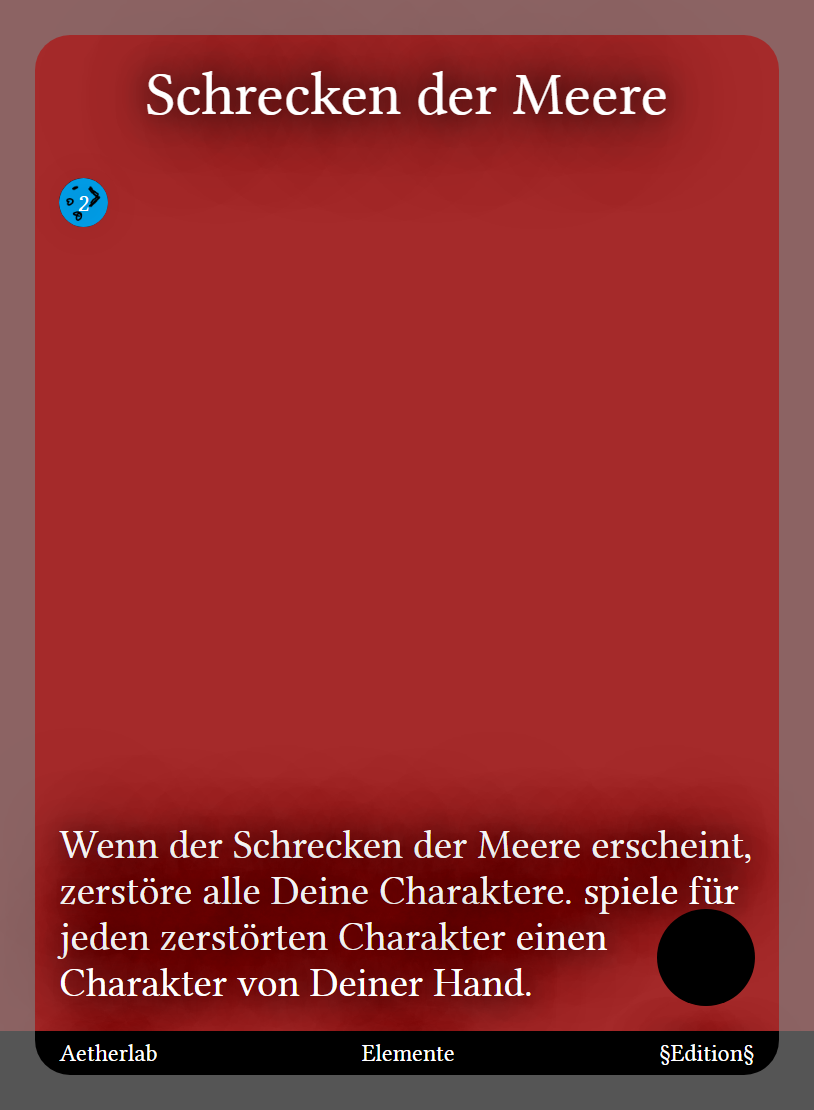 Schrecken der Meere
2
Wenn der Schrecken der Meere erscheint,
zerstöre alle Deine Charaktere. spiele für
jeden zerstörten Charakter einen
Charakter von Deiner Hand.
Aetherlab Elemente §Edition§